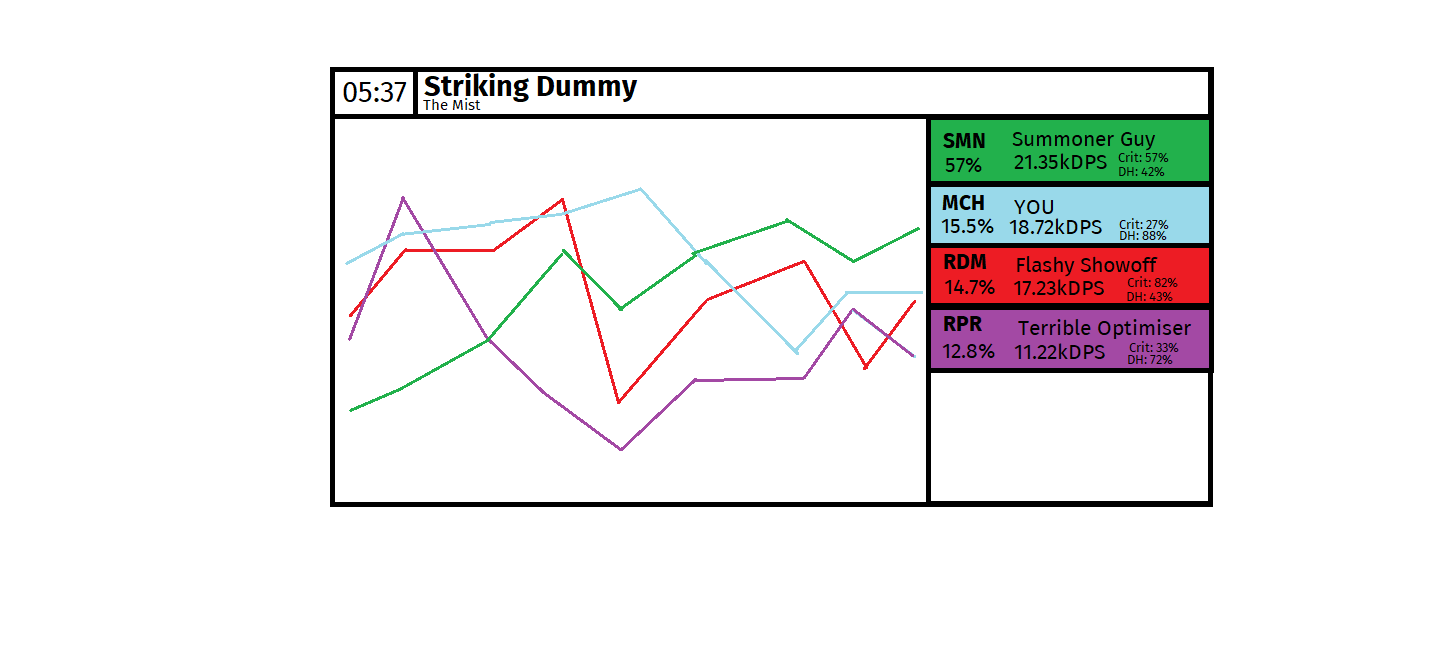 05:37
Striking Dummy
The Mist
SMN
Summoner Guy
57%
21.35kDPS
Crit: 57%
DH: 42%
MCH
YOU
15.5%
18.72kDPS
Crit: 27%
DH: 88%
RDM
Flashy Showoff
14.7%
17.23kDPS
Crit: 82%
DH: 43%
RPR
Terrible Optimiser
12.8%
11.22kDPS
Crit: 33%
DH: 72%